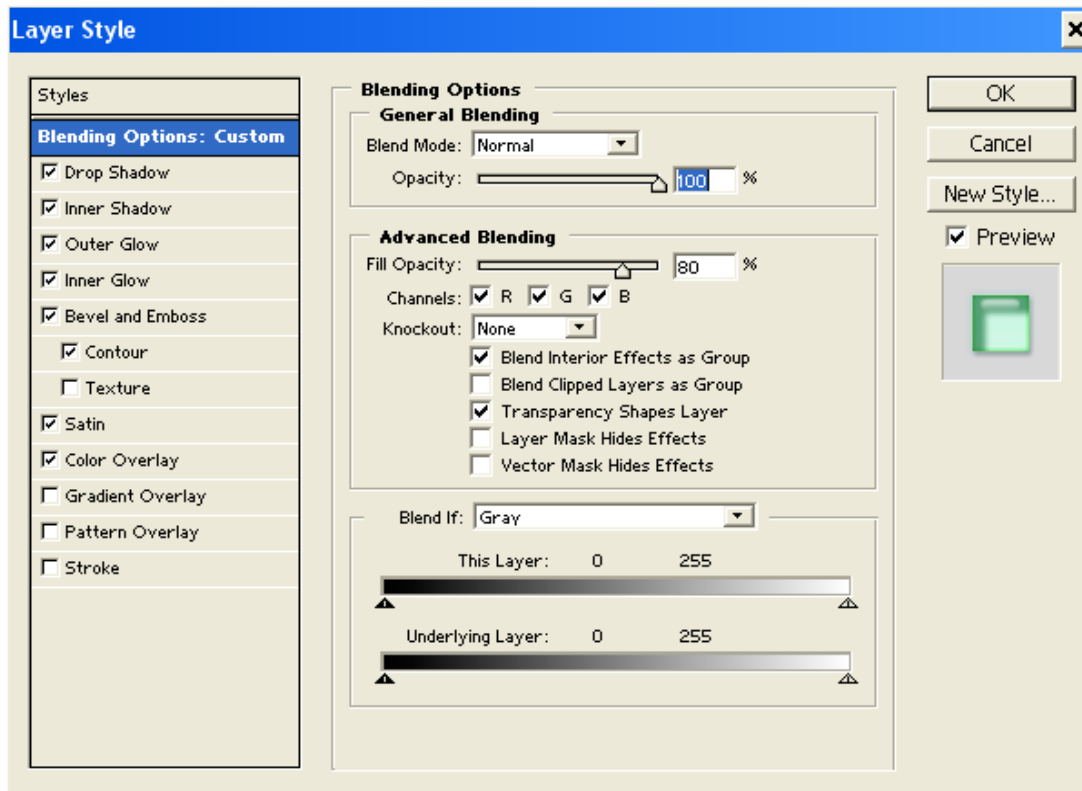 Layer Style
Styles
Blending Options: Custom
Drop Shadow
Inner Shadow
Outer Glow
Inner Glow
Bevel and Emboss
Contour
Texture
Satin
Color Overlay
Gradient Overlay
Pattern Overlay
Stroke
Blending Options
General Blending
Blend Mode: Normal
Opacity: 100 %
Advanced Blending
Fill Opacity: 80 %
Channels: R G B
Knockout: None
Blend Interior Effects as Group
Blend Clipped Layers as Group
Transparency Shapes Layer
Layer Mask Hides Effects
Vector Mask Hides Effects
Blend If: Gray
This Layer: 0 255
Underlying Layer: 0 255
OK
Cancel
New Style...
Preview